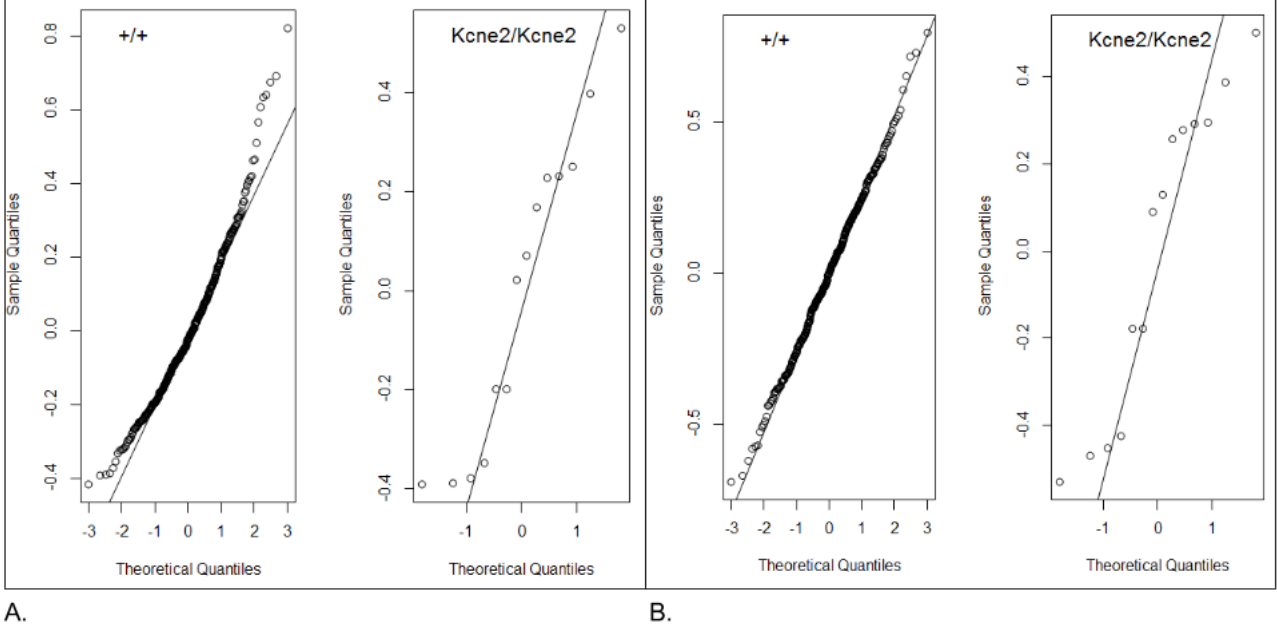 +/+
Sample Quantiles
0.8
0.6
0.4
0.2
0.0
-0.2
-0.4
-3 -2 -1 0 1 2 3
Theoretical Quantiles
Kcne2/Kcne2
Sample Quantiles
0.4
0.2
0.0
-0.2
-0.4
-1 0 1
Theoretical Quantiles
+/+
Sample Quantiles
0.5
0.0
-0.5
-3 -2 -1 0 1 2 3
Theoretical Quantiles
Kcne2/Kcne2
Sample Quantiles
0.4
0.2
0.0
-0.2
-0.4
-1 0 1
Theoretical Quantiles
A.
B.